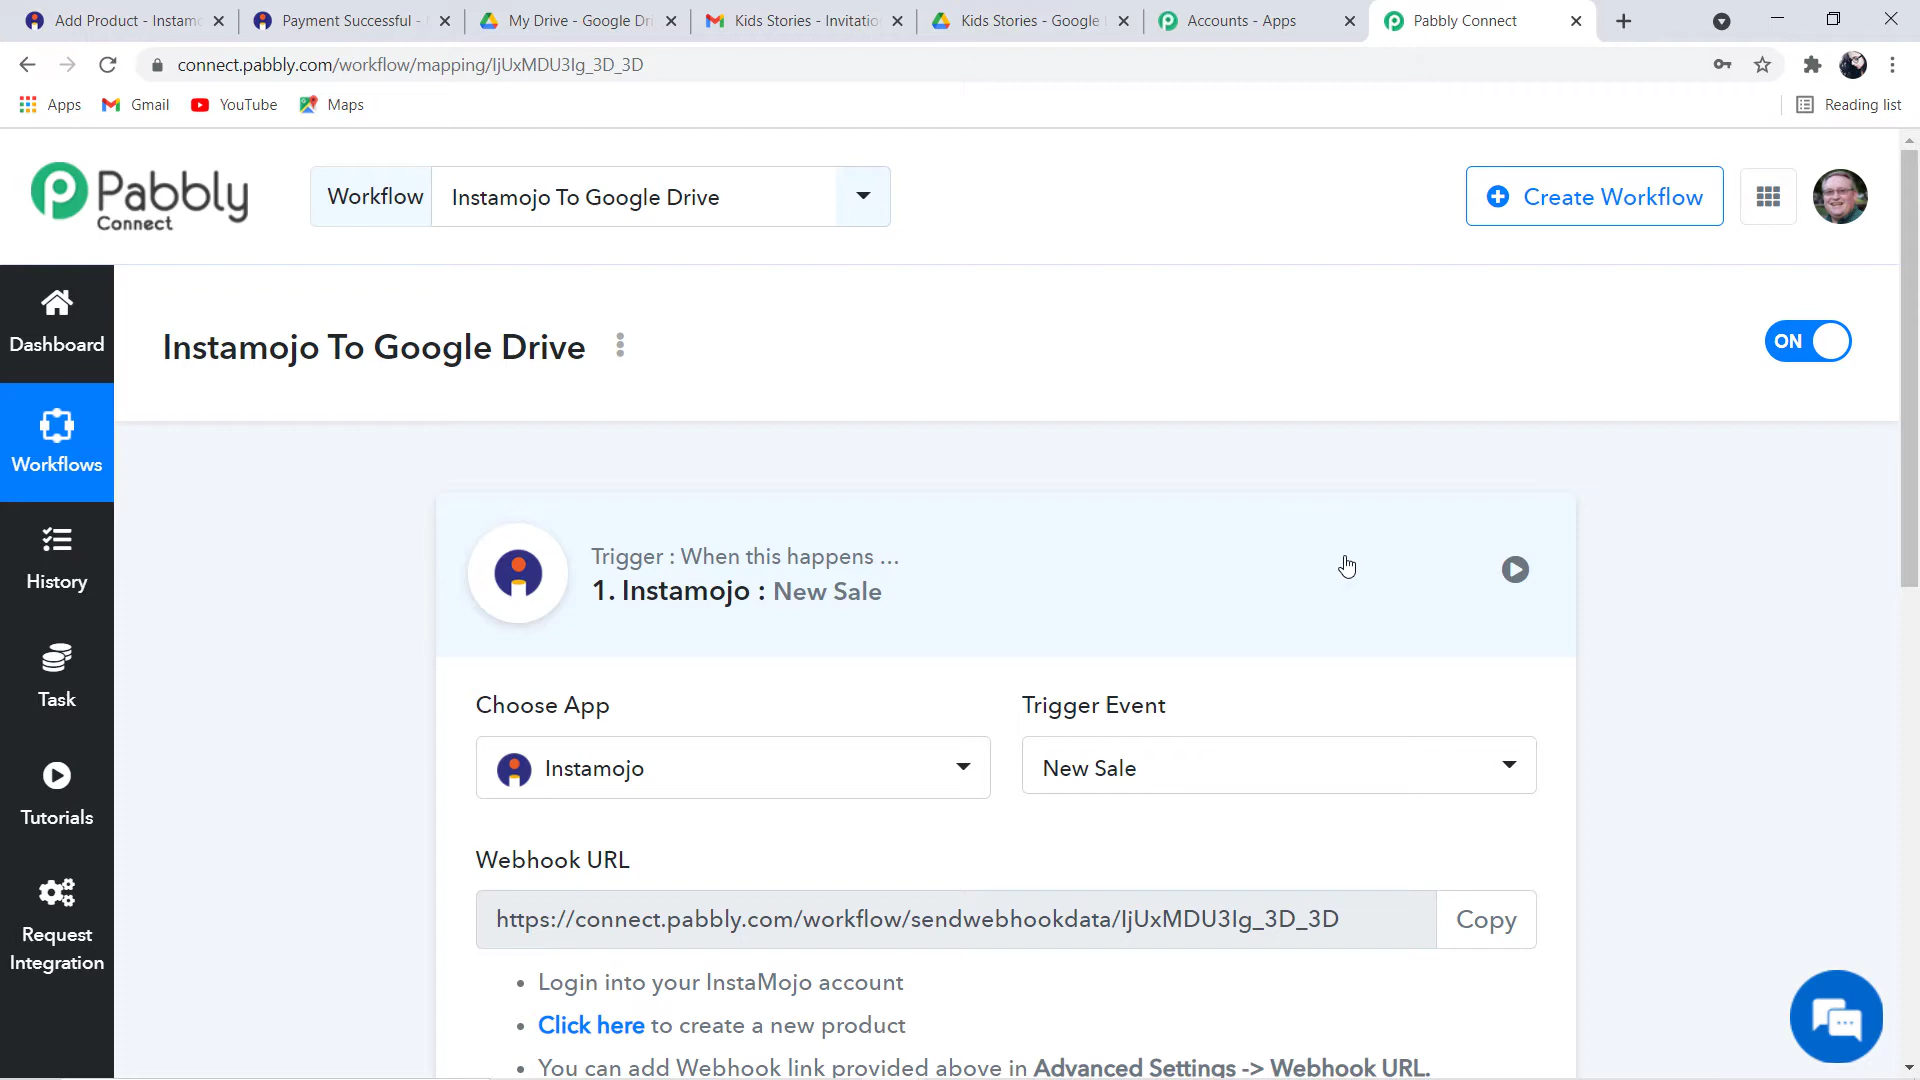 Add Product - Instamo
Payment Successful -
My Drive - Google Dri
Kids Stories - Invitatio
Kids Stories - Google
Accounts - Apps
Pabbly Connect
connect.pabbly.com/workflow/mapping/IjUxMDU3Ig_3D_3D
Apps
Gmail
YouTube
Maps
Reading list
Pabbly
Connect
Workflow
Instamojo To Google Drive
Create Workflow
Dashboard
Workflows
History
Task
Tutorials
Request
Integration
Instamojo To Google Drive
ON
Trigger : When this happens ...
1. Instamojo : New Sale
Choose App
Trigger Event
Instamojo
New Sale
Webhook URL
https://connect.pabbly.com/workflow/sendwebhookdata/IjUxMDU3Ig_3D_3D
Copy
• Login into your InstaMojo account
• Click here to create a new product
• You can add Webhook link provided above in Advanced Settings -> Webhook URL.